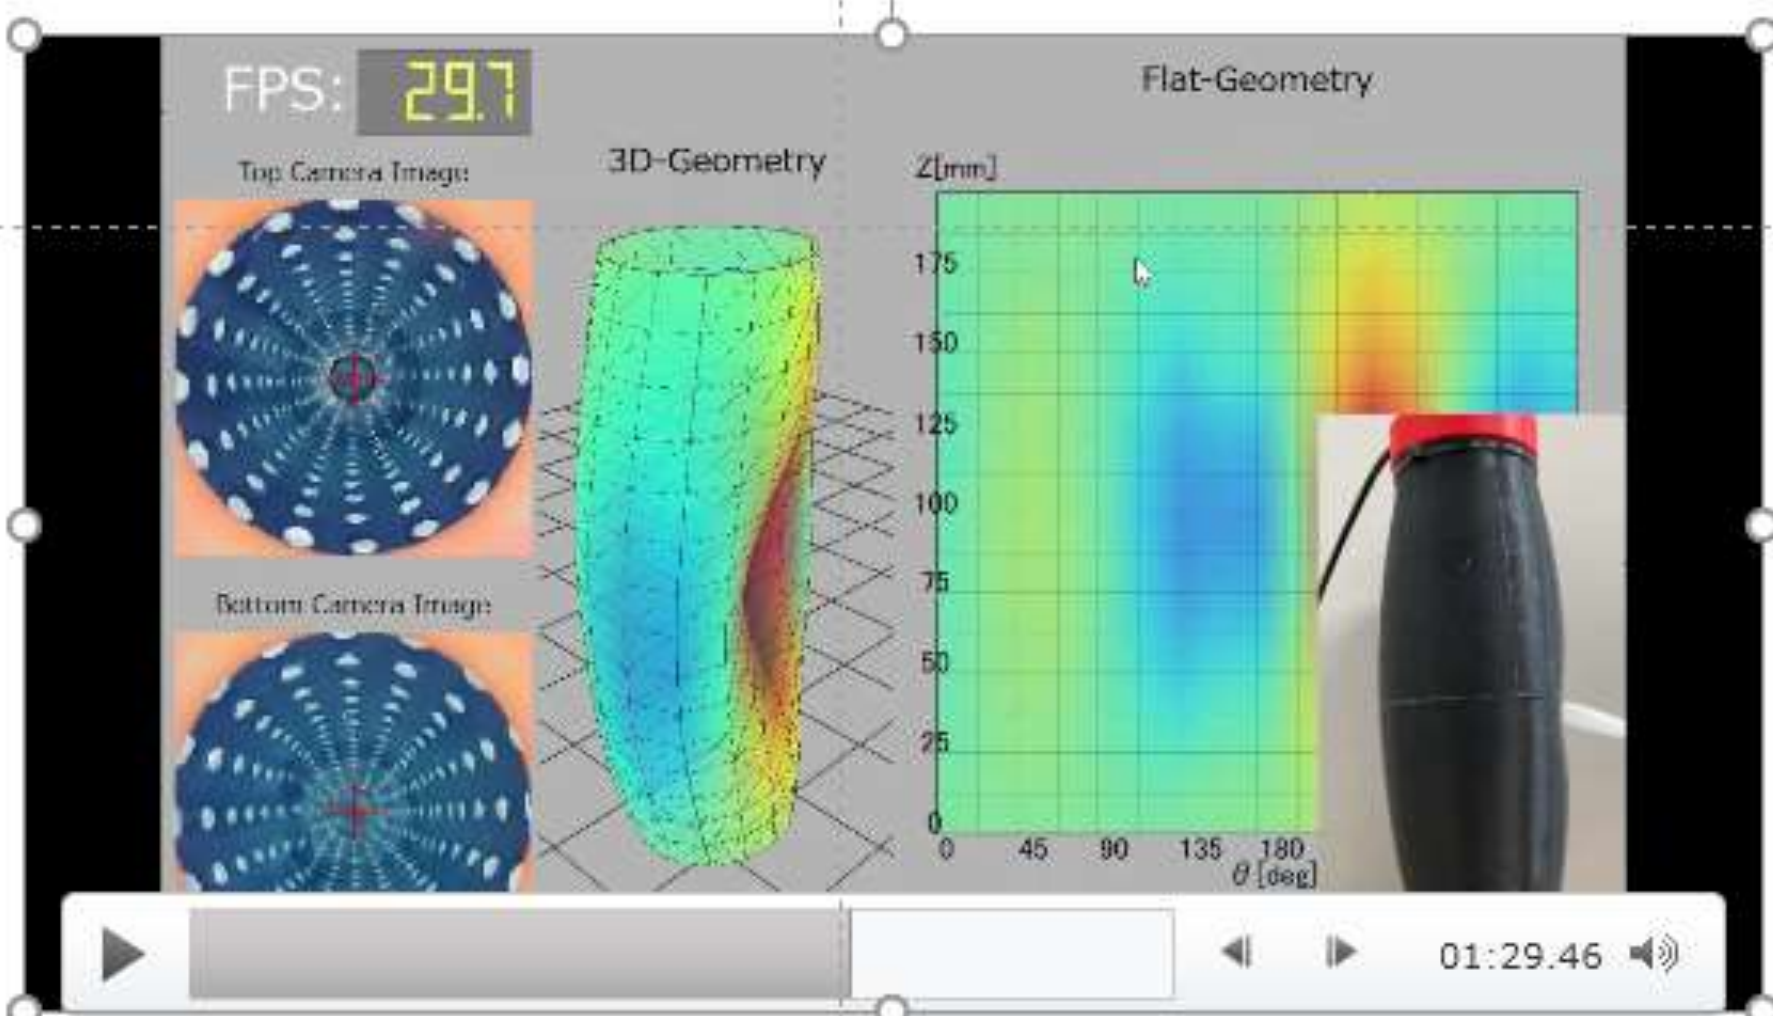 FPS: 29.7
Flat-Geometry
Top Camera Image
3D-Geometry
Z[mm]
175
150
125
100
75
50
25
0
0 45 90 135 180
θ [deg]
Bottom Camera Image
01:29.46